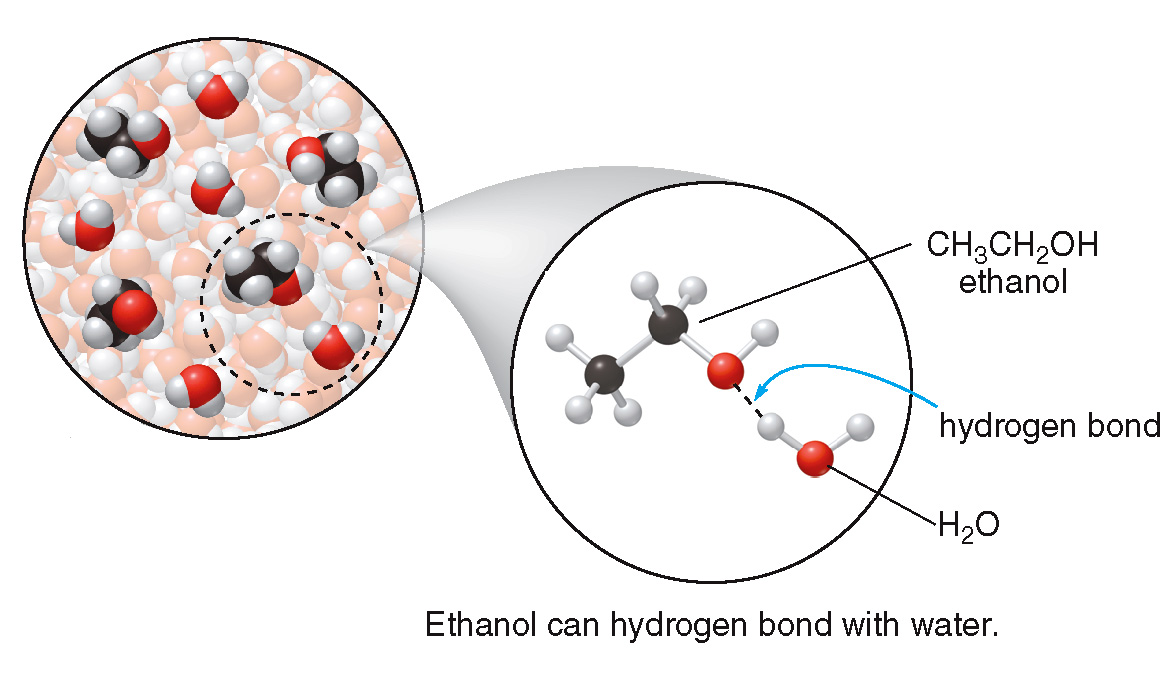 CH₃CH₂OH
ethanol
hydrogen bond
H₂O
Ethanol can hydrogen bond with water.